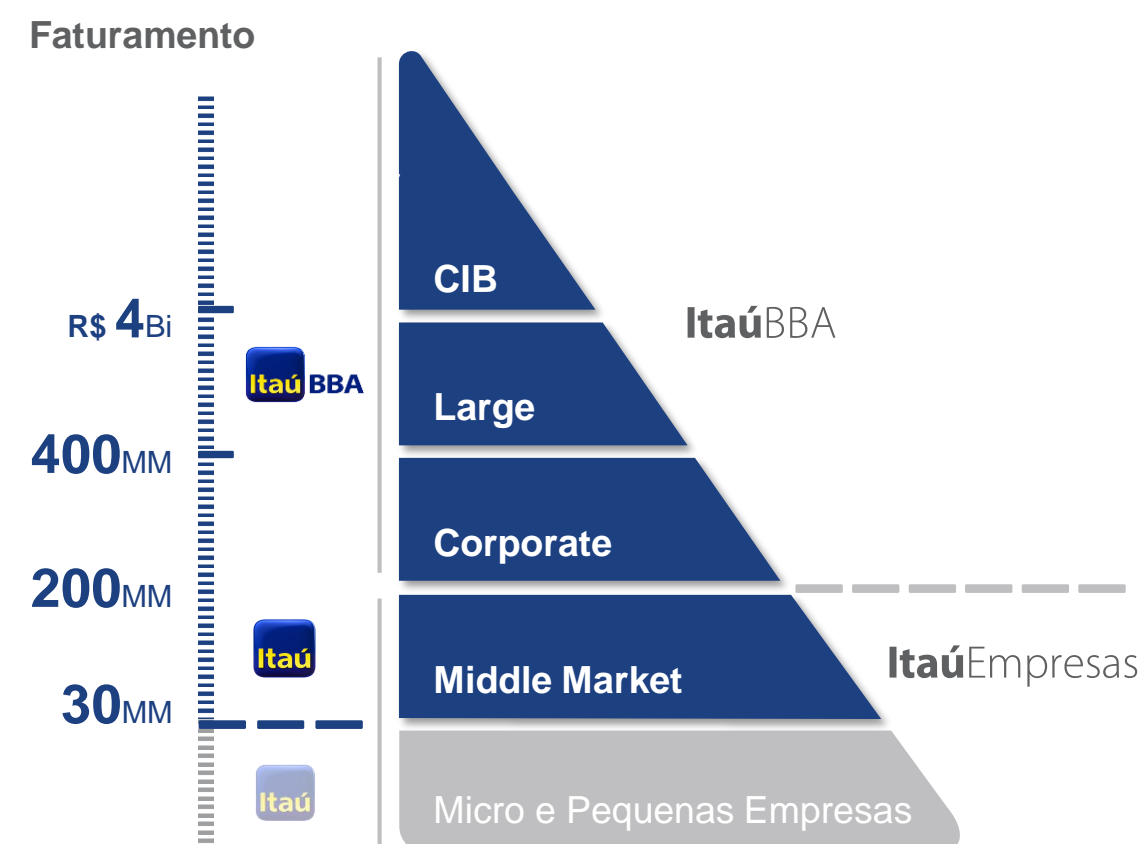 Faturamento
CIB
R$ 4Bi
ItaúBBA
Itaú BBA
Large
400MM
Corporate
200MM
Itaú
ItaúEmpresas
Middle Market
30MM
Itaú
Micro e Pequenas Empresas